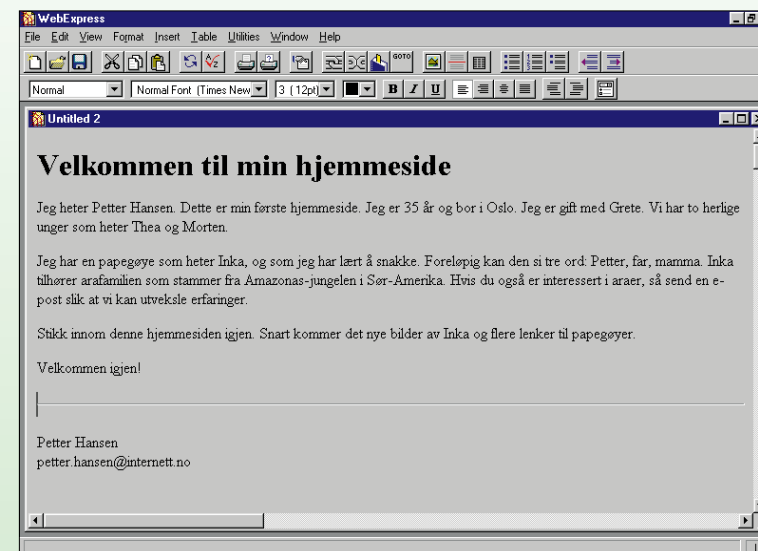 WebExpress
File Edit View Format Insert Table Utilities Window Help
GOTO
Normal Normal Font (Times New 3 (12pt) B I U
Untitled 2
Velkommen til min hjemmeside
Jeg heter Petter Hansen. Dette er min første hjemmeside. Jeg er 35 år og bor i Oslo. Jeg er gift med Grete. Vi har to herlige
unger som heter Thea og Morten.
Jeg har en papegøye som heter Inka, og som jeg har lært å snakke. Foreløpig kan den si tre ord: Petter, far, mamma. Inka
tilhører arafamilien som stammer fra Amazonas-jungelen i Sør-Amerika. Hvis du også er interessert i araer, så send en e-
post slik at vi kan utveksle erfaringer.
Stikk innom denne hjemmesiden igjen. Snart kommer det nye bilder av Inka og flere lenker til papegøyer.
Velkommen igjen!
Petter Hansen
petter.hansen@internett.no